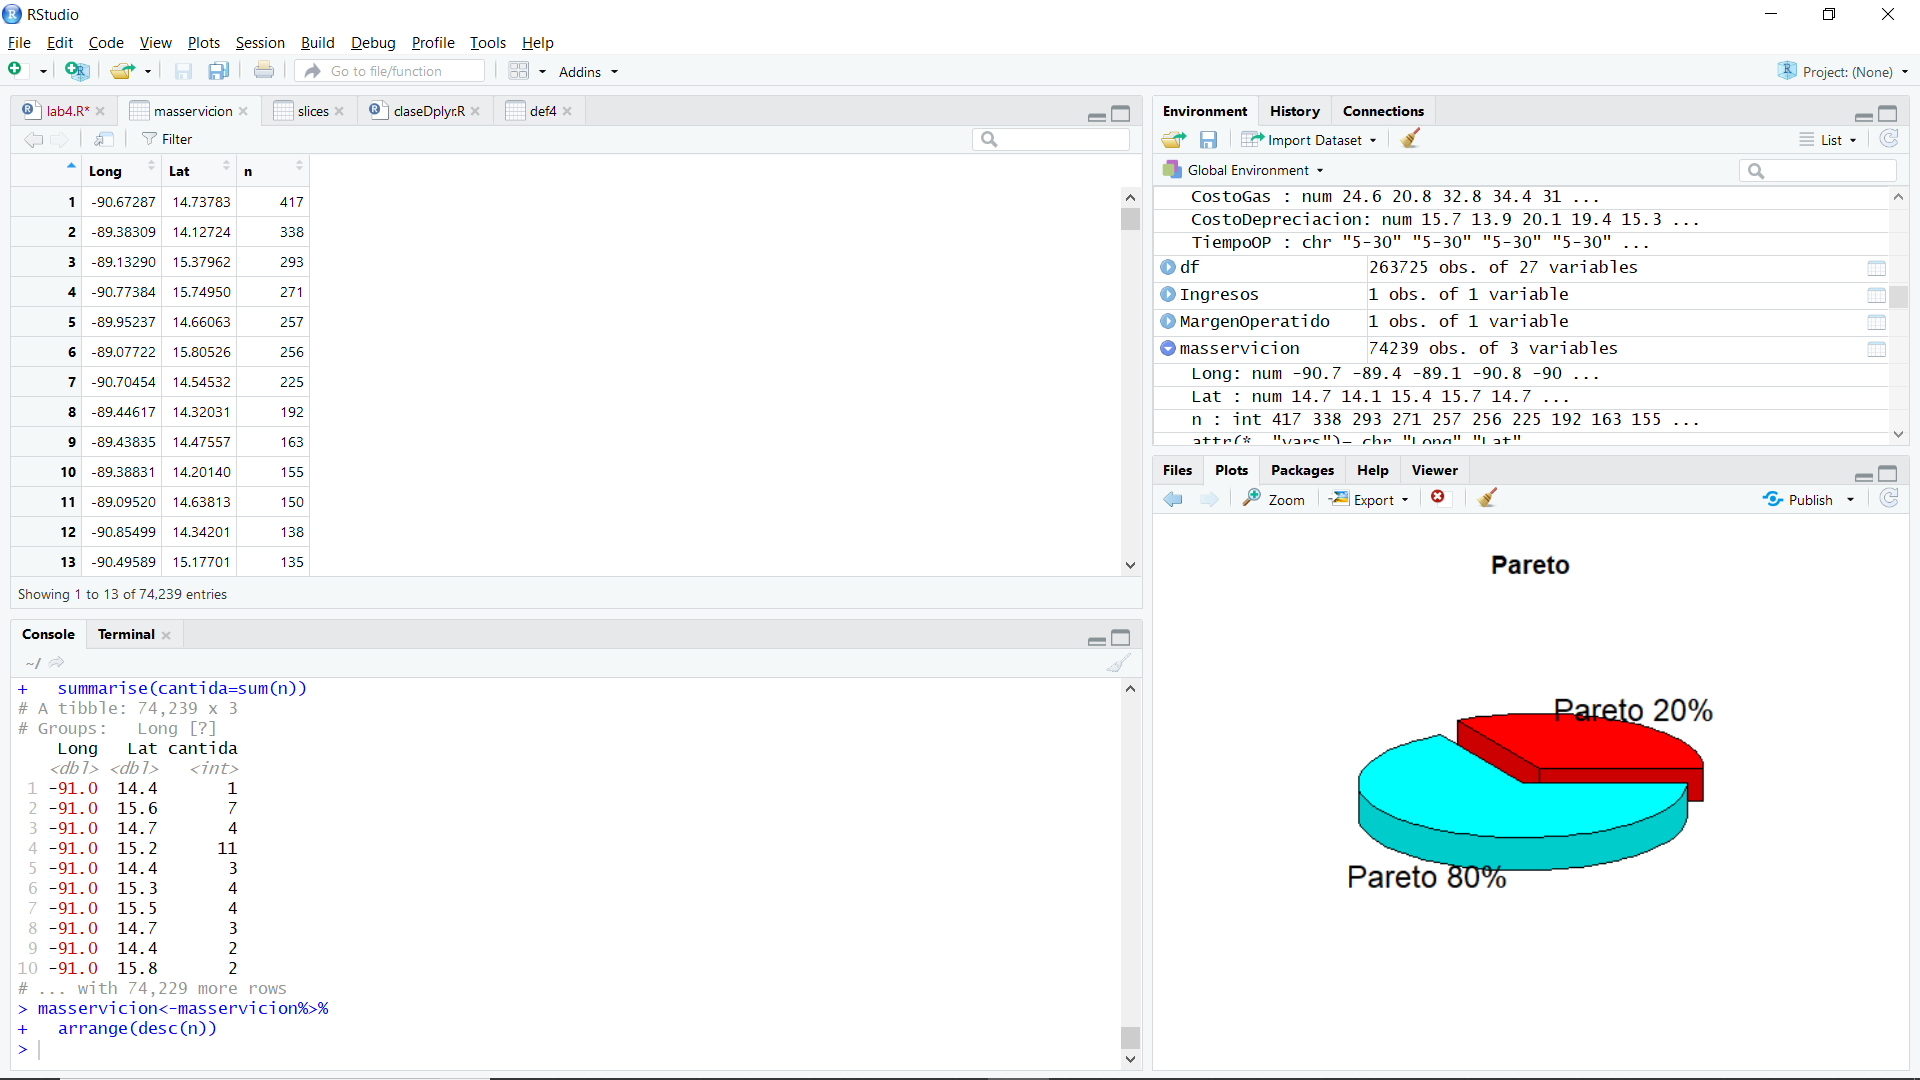 RStudio
File Edit Code View Plots Session Build Debug Profile Tools Help
Go to file/function Addins Project: (None)
lab4.R* masservicion slices claseDplyr.R def4
Filter
Long Lat n
1 -90.67287 14.73783 417
2 -89.38309 14.12724 338
3 -89.13290 15.37962 293
4 -90.77384 15.74950 271
5 -89.95237 14.66063 257
6 -89.07722 15.80526 256
7 -90.70454 14.54532 225
8 -89.44617 14.32031 192
9 -89.43835 14.47557 163
10 -89.38831 14.20140 155
11 -89.09520 14.63813 150
12 -90.85499 14.34201 138
13 -90.49589 15.17701 135
Showing 1 to 13 of 74,239 entries
Console Terminal
~/
+ summarise(cantida=sum(n))
# A tibble: 74,239 x 3
# Groups: Long [?]
Long Lat cantida
<dbl> <dbl> <int>
1 -91.0 14.4 1
2 -91.0 15.6 7
3 -91.0 14.7 4
4 -91.0 15.2 11
5 -91.0 14.4 3
6 -91.0 15.3 4
7 -91.0 15.5 4
8 -91.0 14.7 3
9 -91.0 14.4 2
10 -91.0 15.8 2
# ... with 74,229 more rows
> masservicion<-masservicion%>%
+ arrange(desc(n))
>
Environment History Connections
Import Dataset List
Global Environment
CostoGas : num 24.6 20.8 32.8 34.4 31 ...
CostoDepreciacion: num 15.7 13.9 20.1 19.4 15.3 ...
TiempoOP : chr "5-30" "5-30" "5-30" "5-30" ...
df 263725 obs. of 27 variables
Ingresos 1 obs. of 1 variable
MargenOperatido 1 obs. of 1 variable
masservicion 74239 obs. of 3 variables
Long: num -90.7 -89.4 -89.1 -90.8 -90 ...
Lat : num 14.7 14.1 15.4 15.7 14.7 ...
n : int 417 338 293 271 257 256 225 192 163 155 ...
attr(*, "vars")= chr "Long" "Lat"
Files Plots Packages Help Viewer
Zoom Export Publish
Pareto
Pareto 20%
Pareto 80%